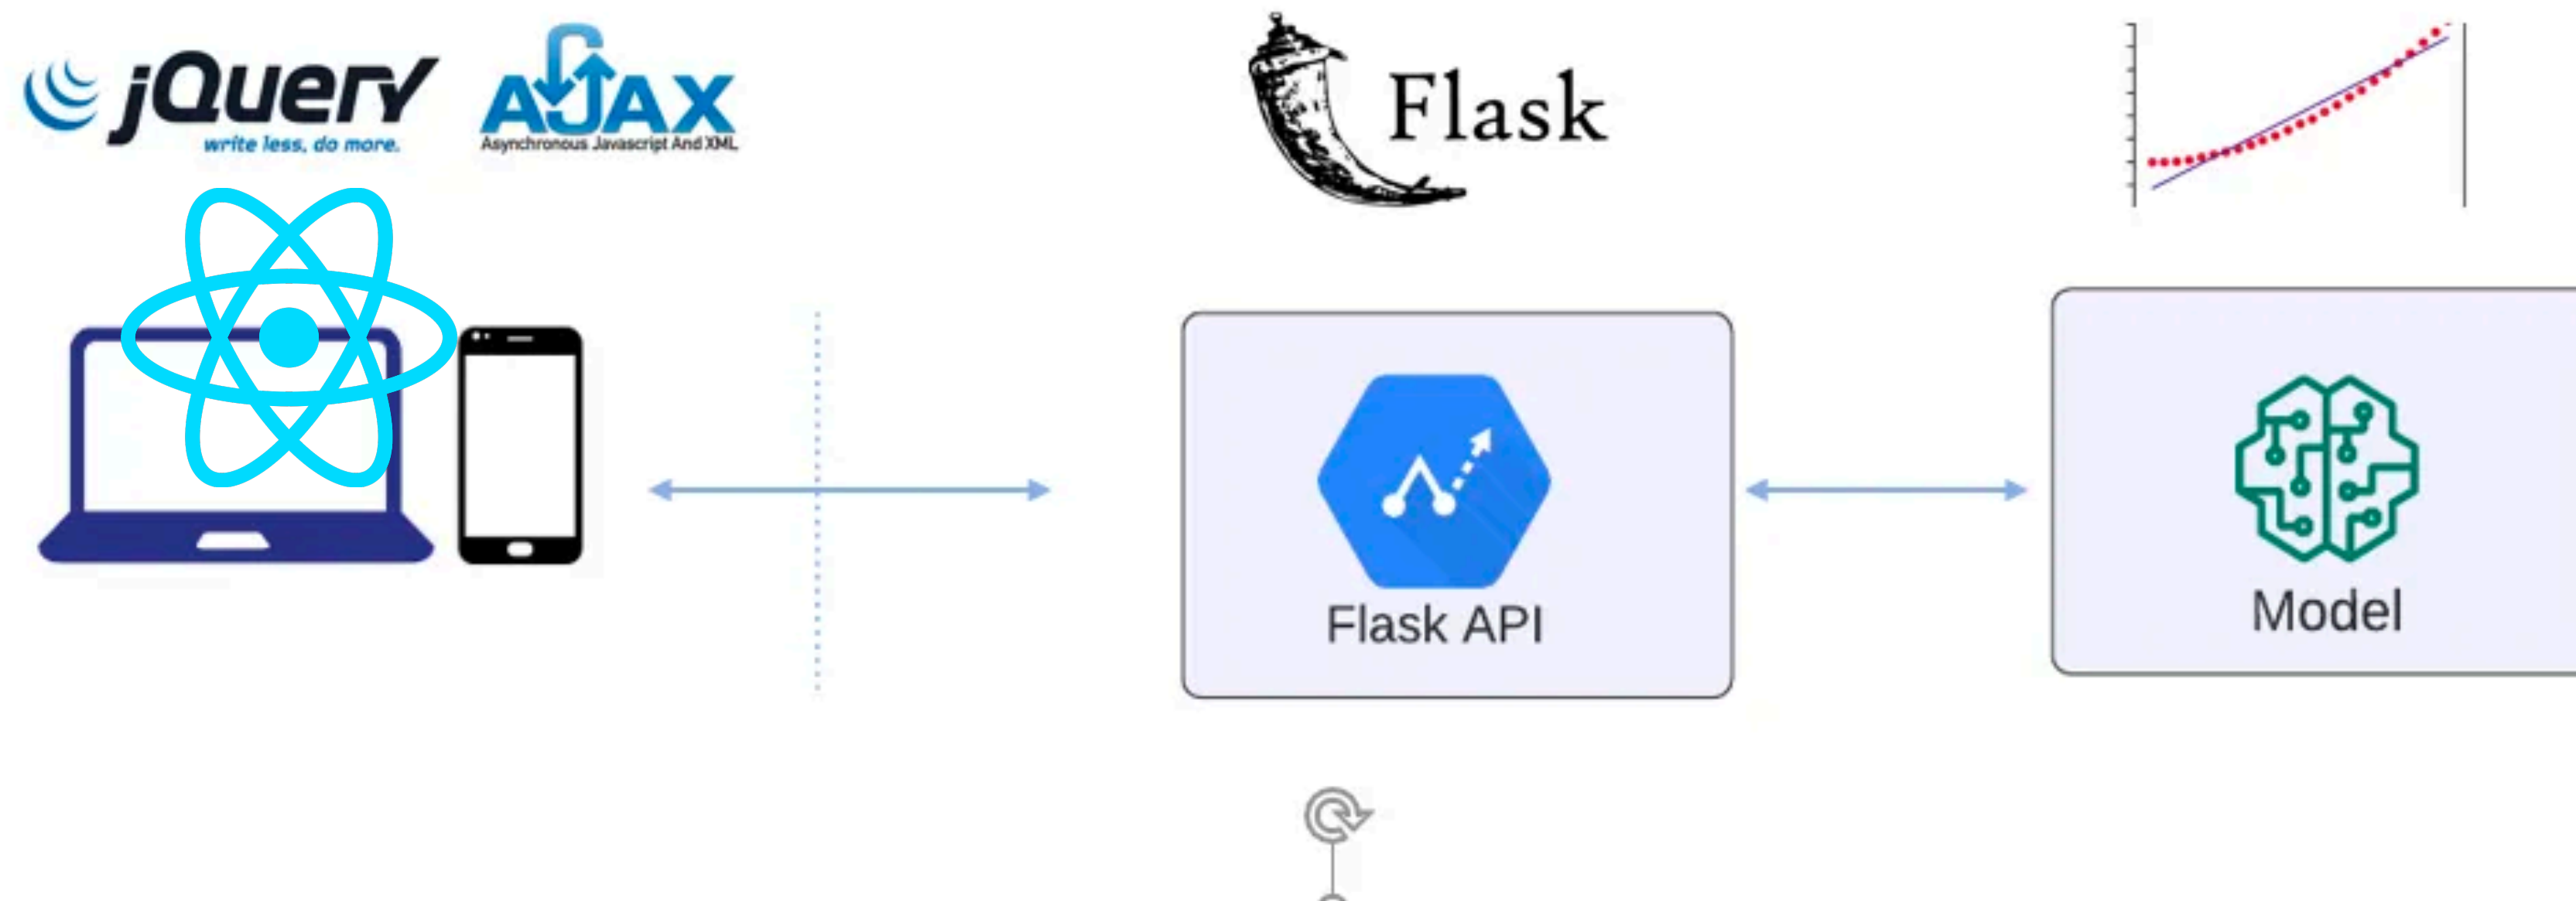 jQuery
write less, do more.
AJAX
Asynchronous Javascript And XML
Flask
Flask API
Model